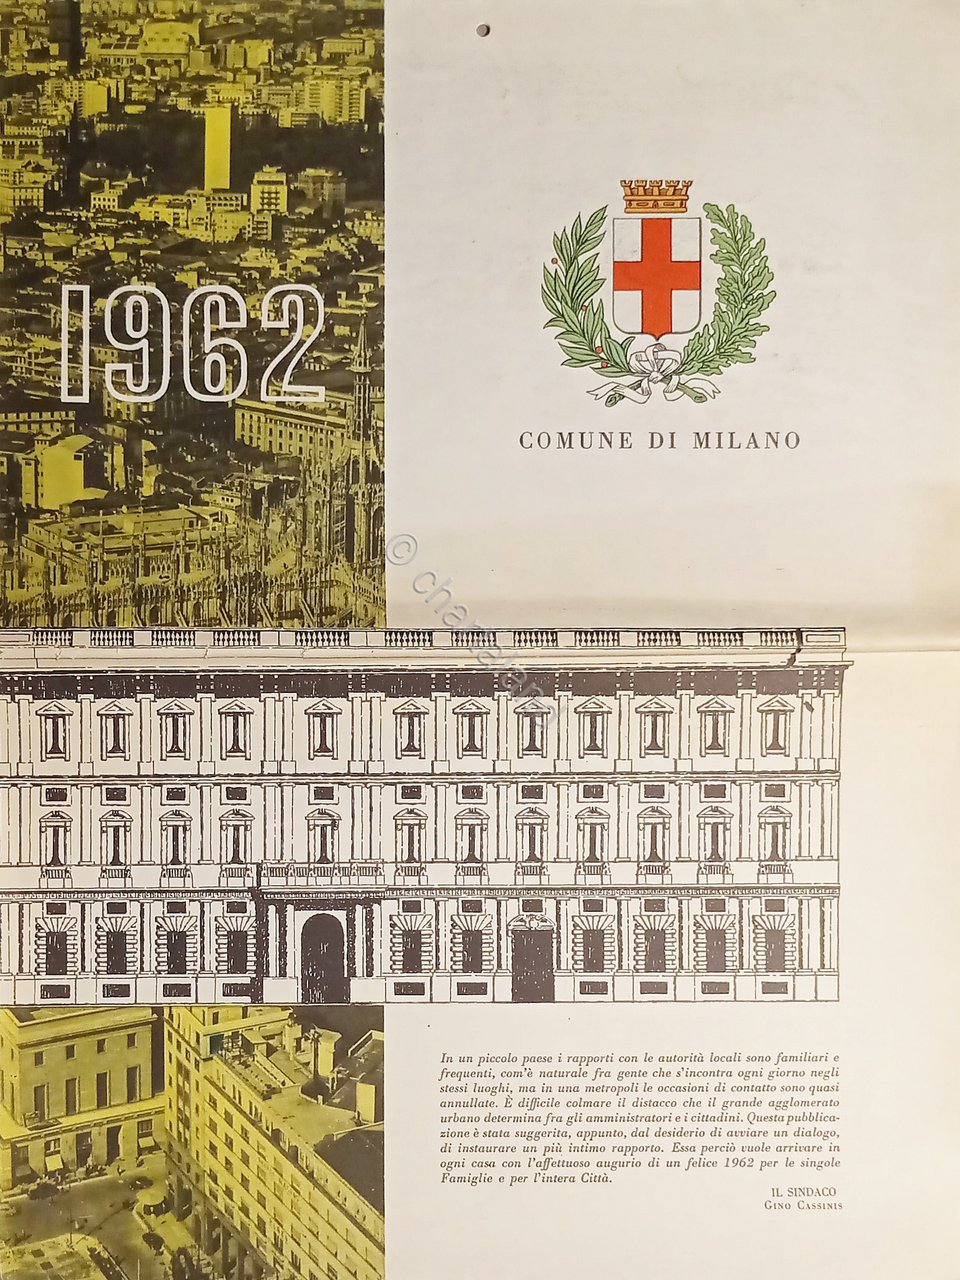 1962
COMUNE DI MILANO
© chartaland
In un piccolo paese i rapporti con le autorità locali sono familiari e
frequenti, com'è naturale fra gente che s'incontra ogni giorno negli
stessi luoghi, ma in una metropoli le occasioni di contatto sono quasi
annullate. È difficile colmare il distacco che il grande agglomerato
urbano determina fra gli amministratori e i cittadini. Questa pubblica-
zione è stata suggerita, appunto, dal desiderio di avviare un dialogo,
di instaurare un più intimo rapporto. Essa perciò vuole arrivare in
ogni casa con l'affettuoso augurio di un felice 1962 per le singole
Famiglie e per l'intera Città.
IL SINDACO
GINO CASSINIS